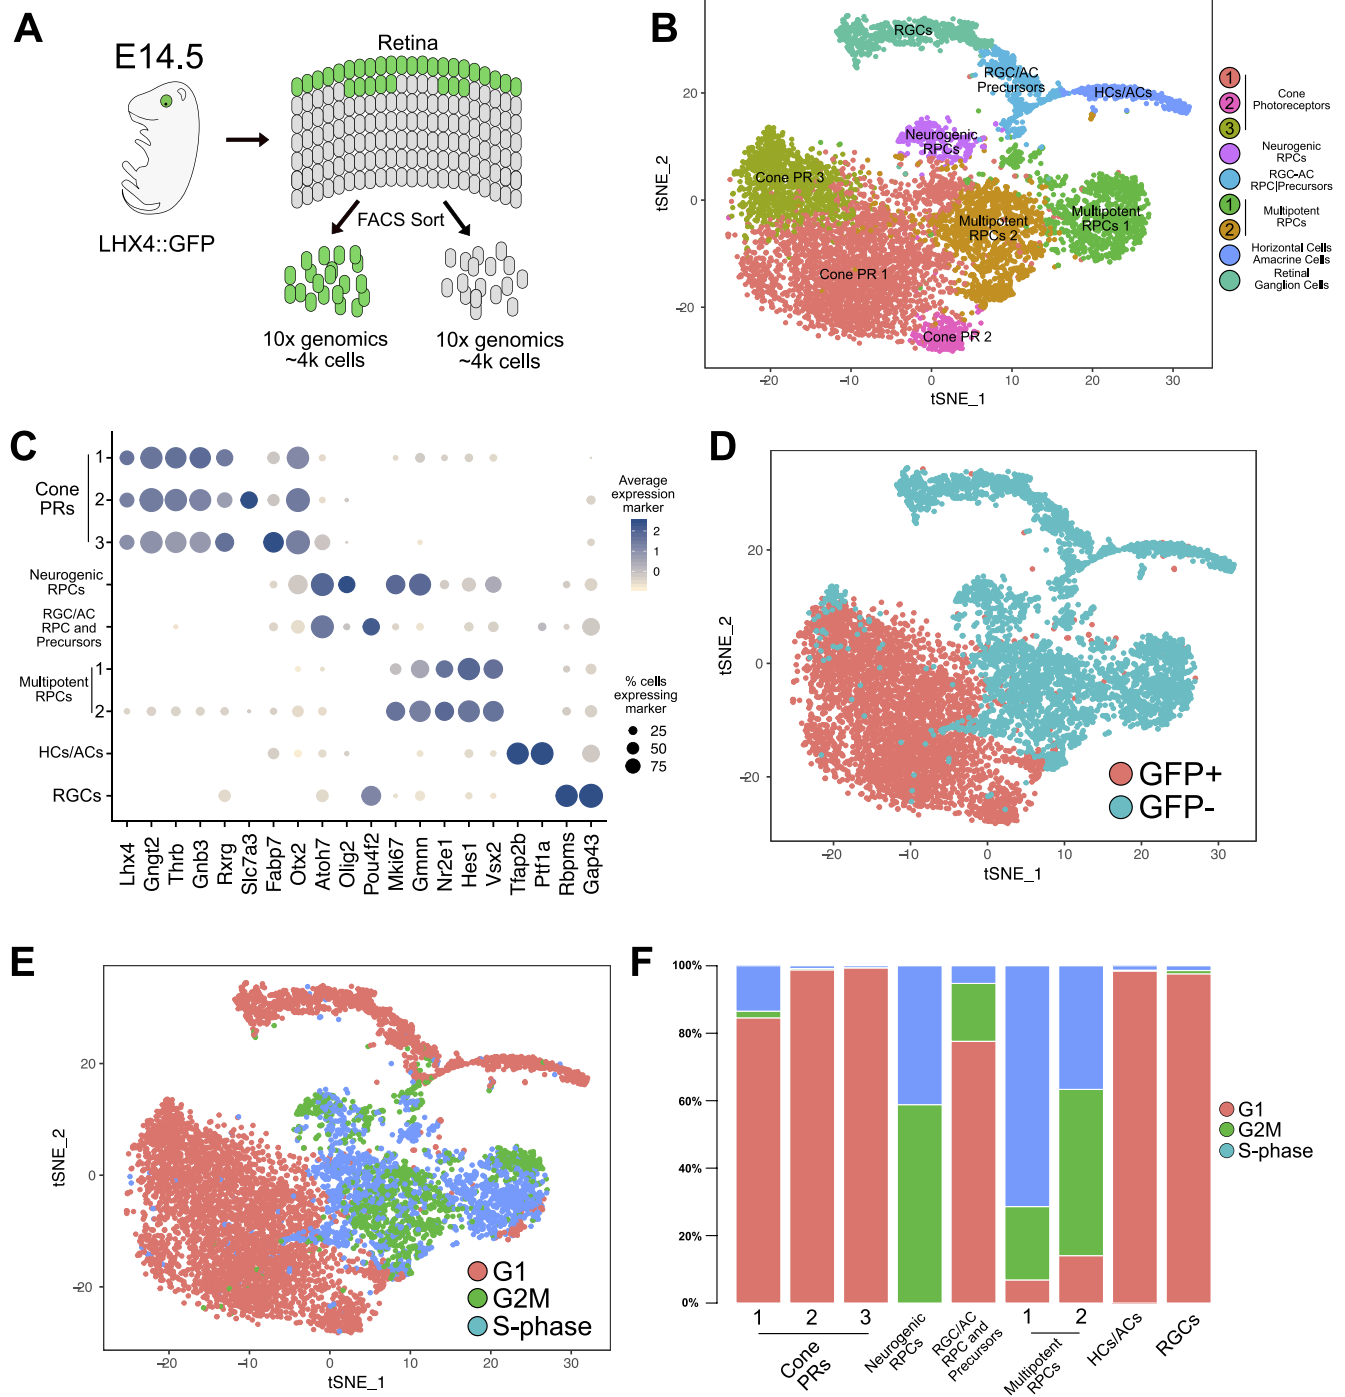 A
E14.5
LHX4::GFP
Retina
FACS Sort
10x genomics
~4k cells
10x genomics
~4k cells
B
RGCs
RGC/AC
Precursors
HCs/ACs
Neurogenic
RPCs
Cone PR 3
Multipotent
RPCs 2
Multipotent
RPCs 1
Cone PR 1
Cone PR 2
20
0
−20
−20
−10
0
10
20
30
tSNE_1
tSNE_2
1
2
3
Cone
Photoreceptors
Neurogenic
RPCs
RGC-AC
RPC|Precursors
1
2
Multipotent
RPCs
Horizontal Cells
Amacrine Cells
Retinal
Ganglion Cells
C
Cone
PRs
1
2
3
Neurogenic
RPCs
RGC/AC
RPC and
Precursors
Multipotent
RPCs
1
2
HCs/ACs
RGCs
Lhx4
Gngt2
Thrb
Gnb3
Rxrg
Slc7a3
Fabp7
Otx2
Atoh7
Olig2
Pou4f2
Mki67
Gmnn
Nr2e1
Hes1
Vsx2
Tfap2b
Ptf1a
Rbpms
Gap43
Average
expression
marker
2
1
0
% cells
expressing
marker
25
50
75
D
20
0
−20
−20
−10
0
10
20
30
tSNE_1
tSNE_2
GFP+
GFP-
E
20
0
−20
−20
−10
0
10
20
30
tSNE_1
tSNE_2
G1
G2M
S-phase
F
100%
80%
60%
40%
20%
0%
1
2
3
Cone
PRs
Neurogenic
RPCs
RGC/AC
RPC and
Precursors
1
2
Multipotent
RPCs
HCs/ACs
RGCs
G1
G2M
S-phase